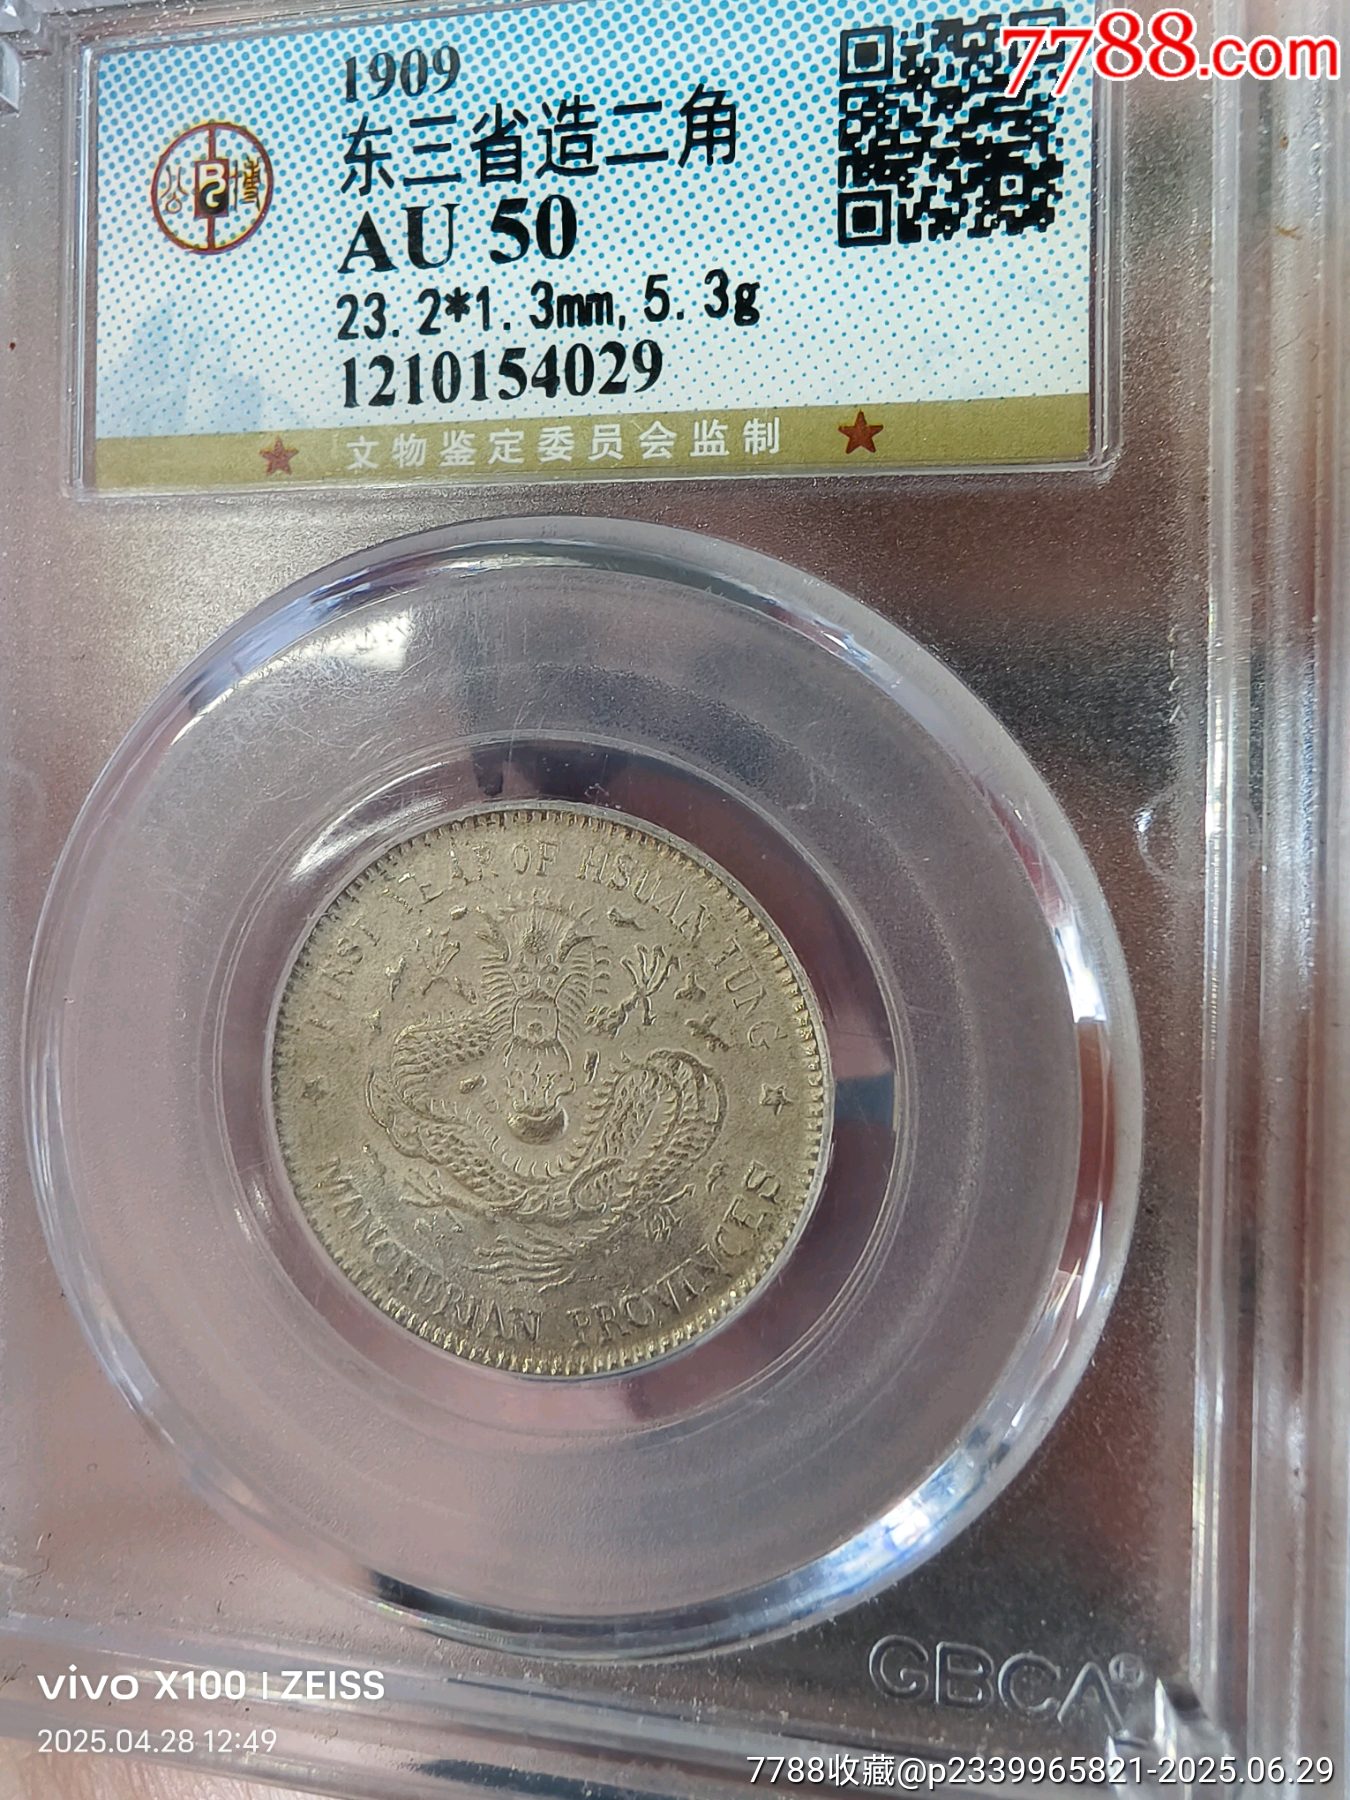 7788.com
1909
东三省造二角
公 博
AU 50
23.2*1.3mm,5.3g
1210154029
★ 文物鉴定委员会监制 ★
FIRST YEAR OF HSUAN TUNG
MANCHURIAN PROVINCES
GBCA®
vivo X100 | ZEISS
2025.04.28 12:49
7788收藏@p2339965821-2025.06.29